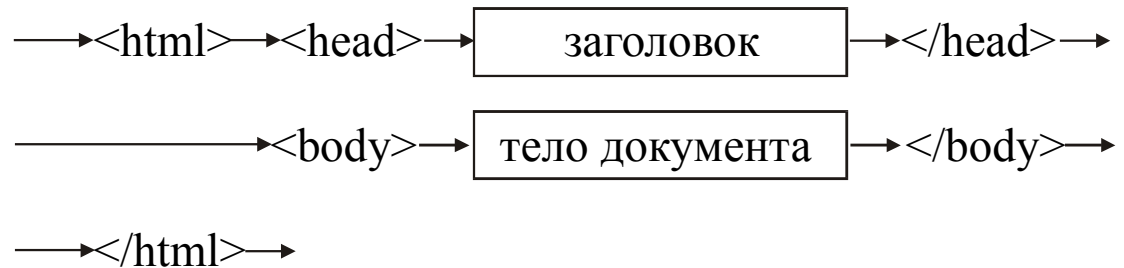 <html> <head> заголовок </head>
<body> тело документа </body>
</html>